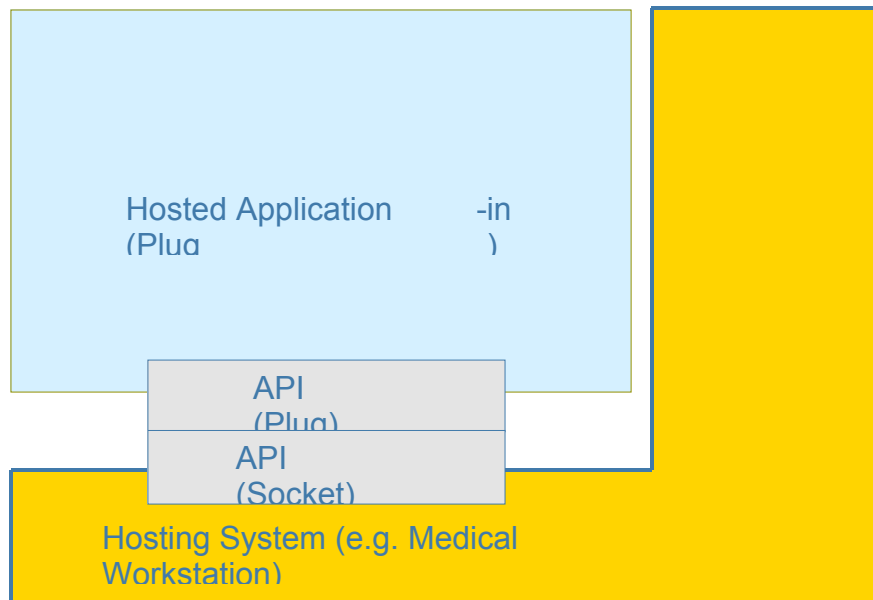 Hosted Application -in
(Plug )
API
(Plug)
API
(Socket)
Hosting System (e.g. Medical
Workstation)